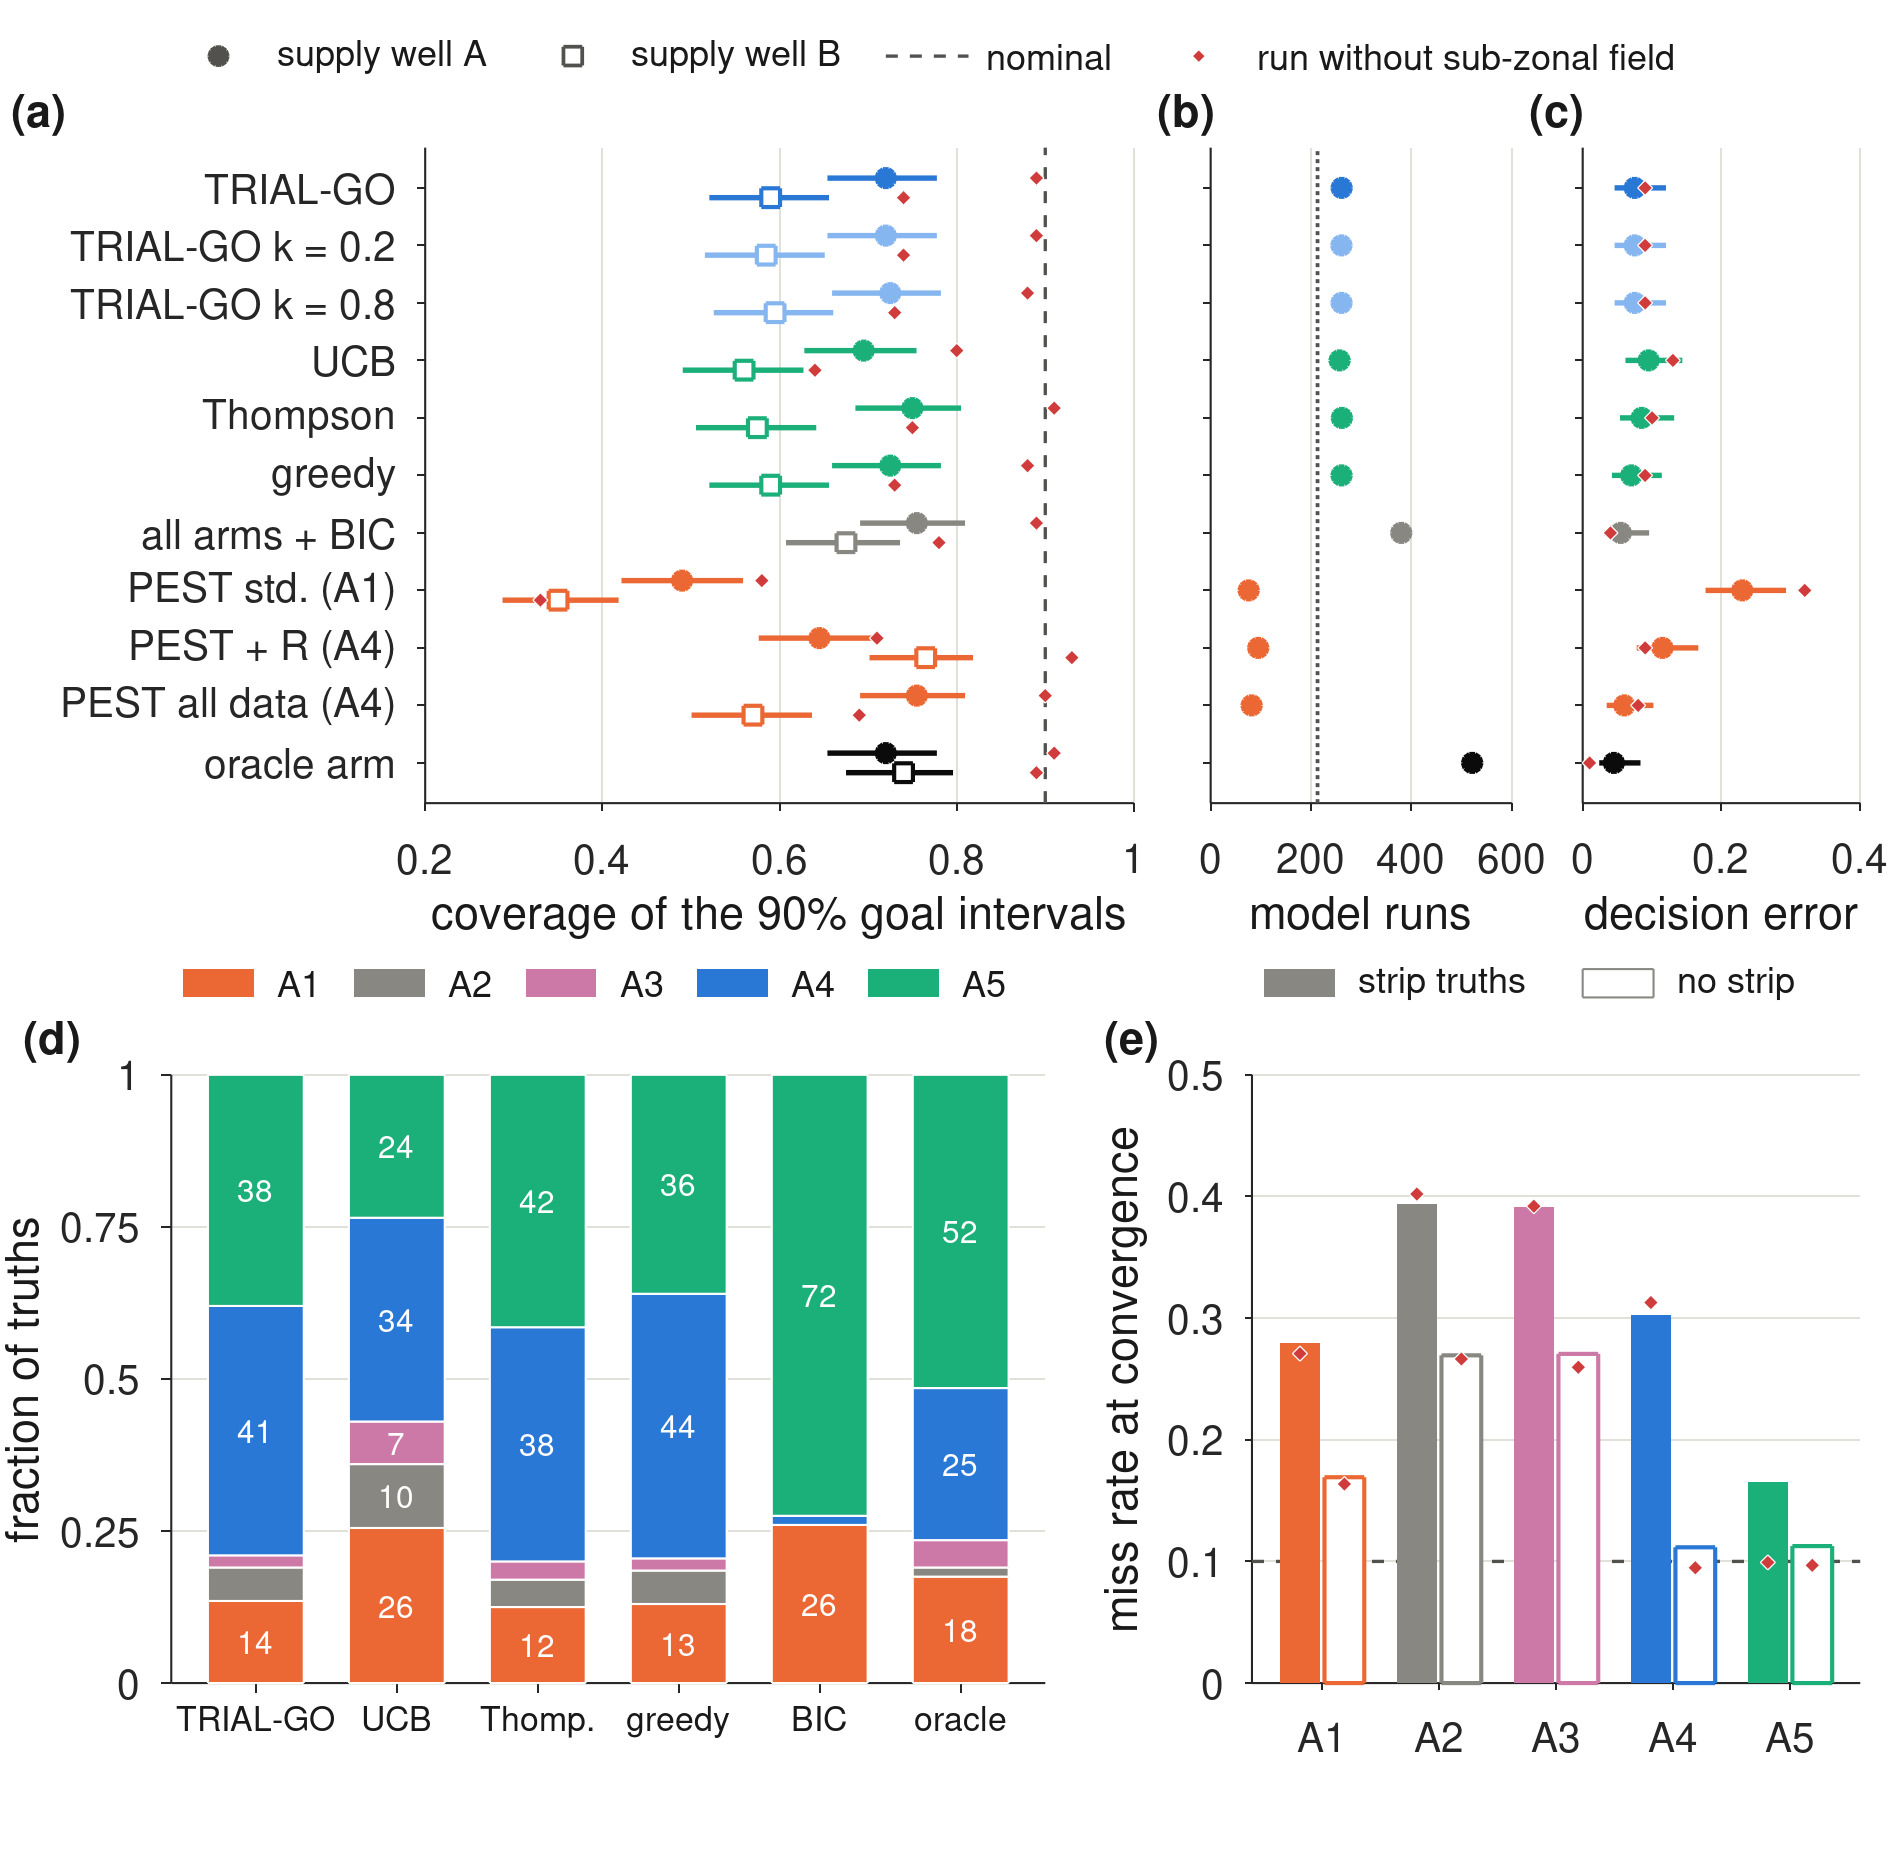 supply well A supply well B nominal run without sub-zonal field
(a) (b) (c)
TRIAL-GO
TRIAL-GO k = 0.2
TRIAL-GO k = 0.8
UCB
Thompson
greedy
all arms + BIC
PEST std. (A1)
PEST + R (A4)
PEST all data (A4)
oracle arm
0.2 0.4 0.6 0.8 1 0 200 400 600 0 0.2 0.4
coverage of the 90% goal intervals model runs decision error
A1 A2 A3 A4 A5 strip truths no strip
(d) (e)
fraction of truths
1
0.75
0.5
0.25
0
38 41 14
24 34 7 10 26
42 38 12
36 44 13
72 26
52 25 18
TRIAL-GO UCB Thomp. greedy BIC oracle
miss rate at convergence
0.5
0.4
0.3
0.2
0.1
0
A1 A2 A3 A4 A5